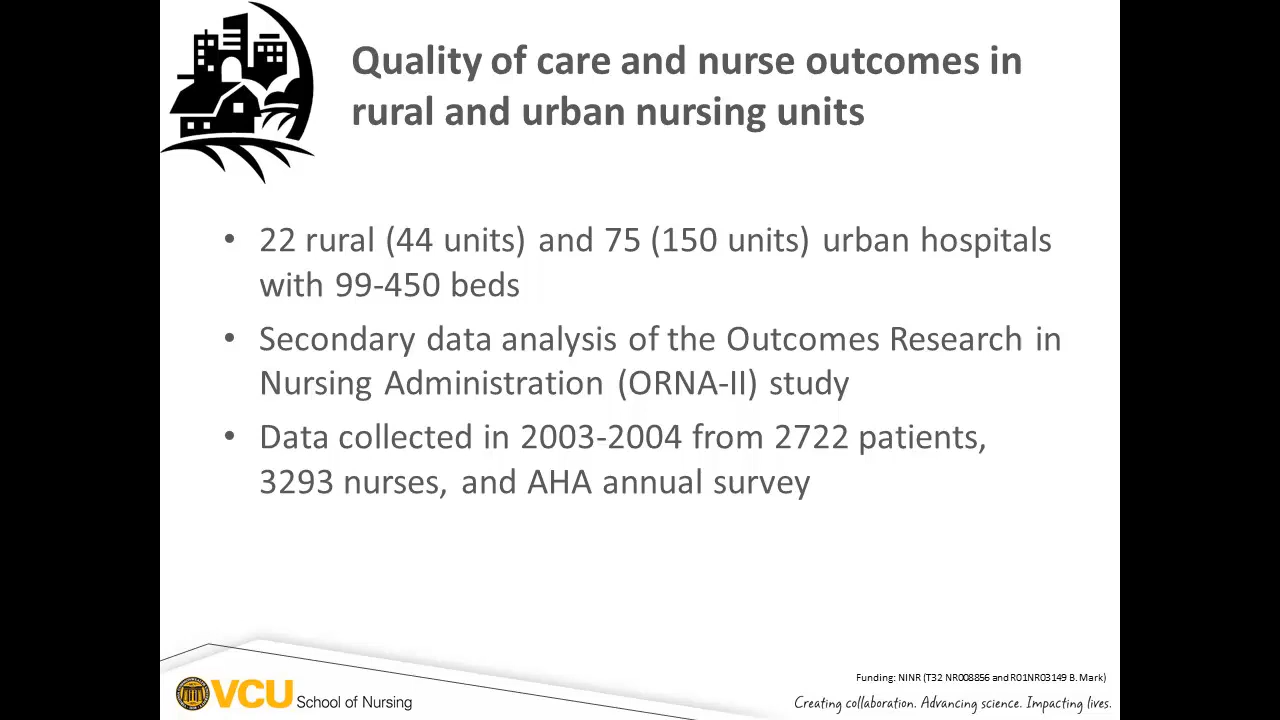 Quality of care and nurse outcomes in
rural and urban nursing units
• 22 rural (44 units) and 75 (150 units) urban hospitals
with 99-450 beds
• Secondary data analysis of the Outcomes Research in
Nursing Administration (ORNA-II) study
• Data collected in 2003-2004 from 2722 patients,
3293 nurses, and AHA annual survey
Funding: NINR (T32 NR008856 and R01NR03149 B. Mark)
VCU School of Nursing
Creating collaboration. Advancing science. Impacting lives.